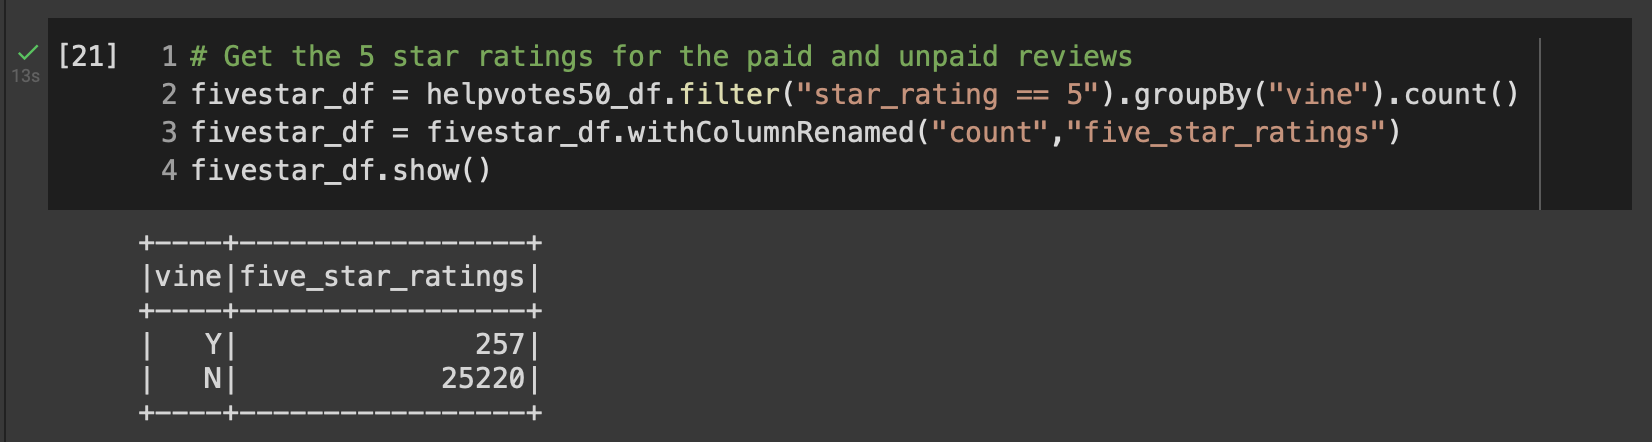 [21] 1 # Get the 5 star ratings for the paid and unpaid reviews
13s 2 fivestar_df = helpvotes50_df.filter("star_rating == 5").groupBy("vine").count()
3 fivestar_df = fivestar_df.withColumnRenamed("count","five_star_ratings")
4 fivestar_df.show()
+----+-----------------+
|vine|five_star_ratings|
+----+-----------------+
|   Y|              257|
|   N|            25220|
+----+-----------------+